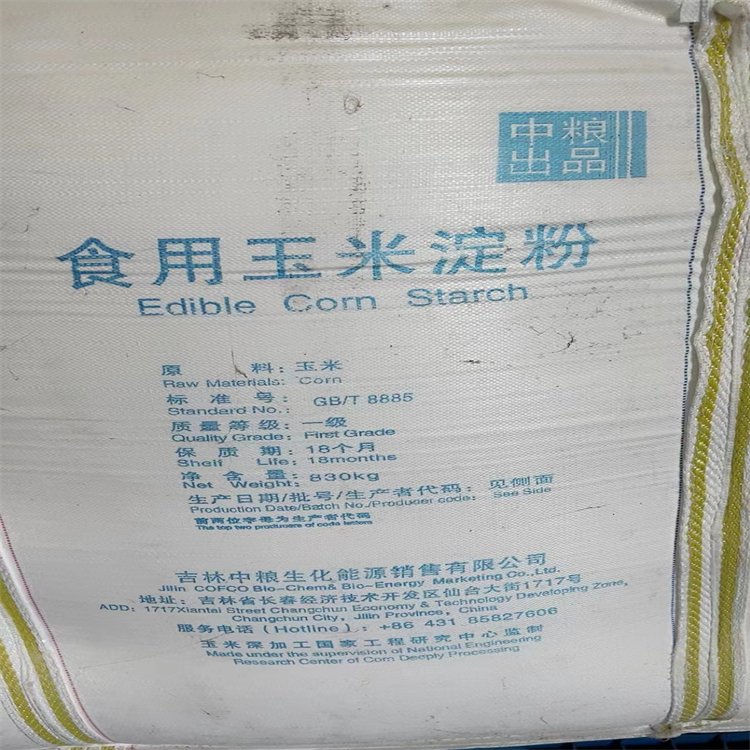 中粮
出品
食用玉米淀粉
Edible Corn Starch
原 料：玉米
Raw Materials: Corn
标 准 号： GB/T 8885
Standard No.:
质量等级：一级
Quality Grade: First Grade
保 质 期：18个月
Shelf Life: 18months
净 含 量：830kg
Net Weight:
生产日期/批号/生产者代码：见侧面
Production Date/Batch No./Producer code: See Side
前两位字母为生产者代码
The top two producers of code letters
吉林中粮生化能源销售有限公司
Jilin COFCO Bio-Chem& Bio-Energy Marketing Co.,Ltd.
地址：吉林省长春经济技术开发区仙台大街1717号
ADD: 1717Xiantai Street Changchun Economy & Technology Developing Zone,
Changchun City, Jilin Province, China
服务电话（Hotline）：+86 431 85827606
玉米深加工国家工程研究中心监制
Made under the supervision of National Engineering
Research Center of Corn Deeply Processing